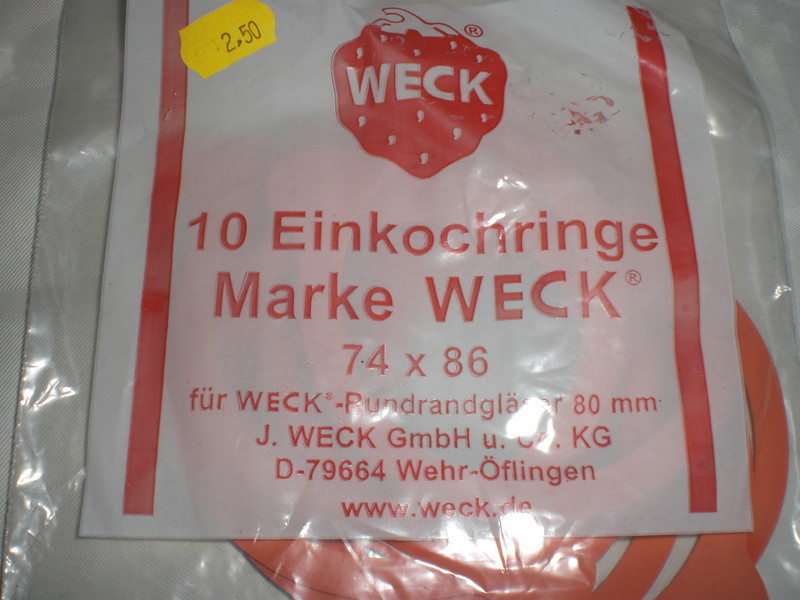 2,50
WECK®
10 Einkochringe
Marke WECK®
74 x 86
für WECK®-Rundrandgläser 80 mm
J. WECK GmbH u. Co. KG
D-79664 Wehr-Öflingen
www.weck.de